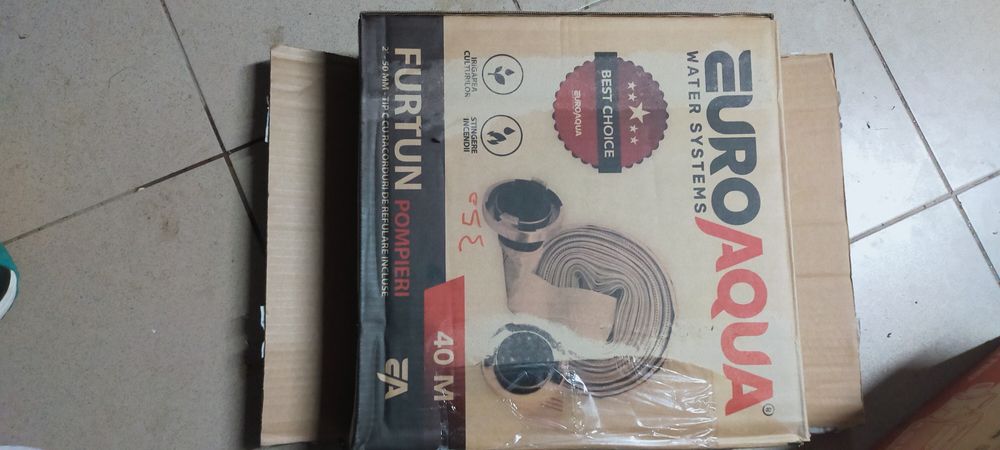 EUROAQUA®
WATER SYSTEMS
BEST CHOICE
EUROAQUA
IRIGAREA
CULTURILOR
STINGERE
INCENDII
350
FURTUN POMPIERI
2" - 50 MM - TIP C CU RACORDURI DE REFULARE INCLUSE
40 M
EA